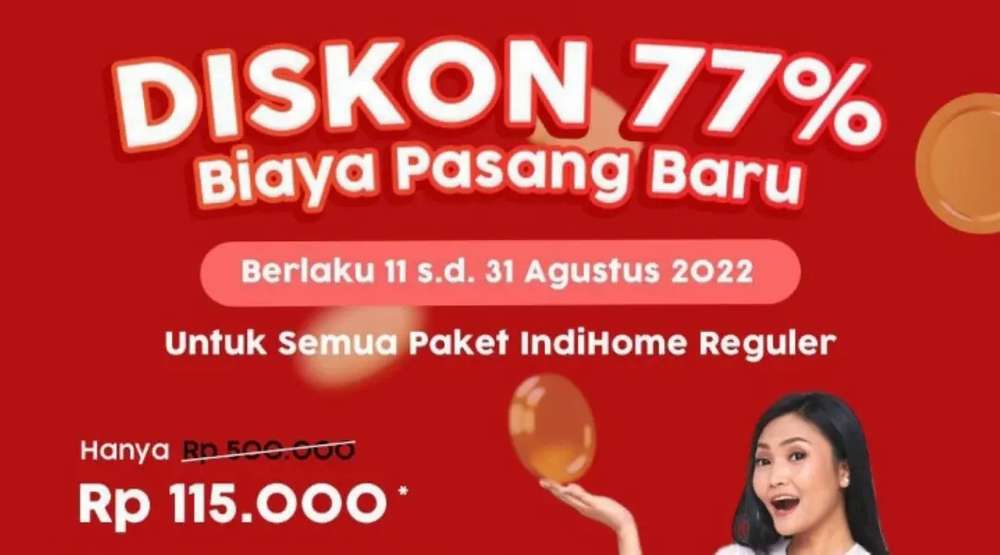 DISKON 77%
Biaya Pasang Baru
Berlaku 11 s.d. 31 Agustus 2022
Untuk Semua Paket IndiHome Reguler
Hanya Rp 500.000
Rp 115.000*